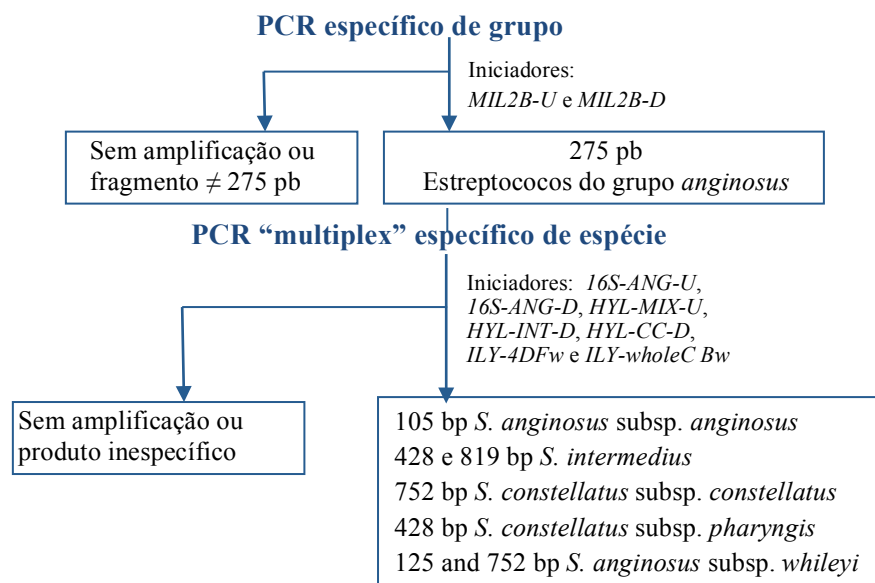 PCR específico de grupo
Iniciadores:
MIL2B-U e MIL2B-D
Sem amplificação ou
fragmento ≠ 275 pb
275 pb
Estreptococos do grupo anginosus
PCR “multiplex” específico de espécie
Iniciadores: 16S-ANG-U,
16S-ANG-D, HYL-MIX-U,
HYL-INT-D, HYL-CC-D,
ILY-4DFw e ILY-wholeC Bw
Sem amplificação ou
produto inespecífico
105 bp S. anginosus subsp. anginosus
428 e 819 bp S. intermedius
752 bp S. constellatus subsp. constellatus
428 bp S. constellatus subsp. pharyngis
125 and 752 bp S. anginosus subsp. whileyi